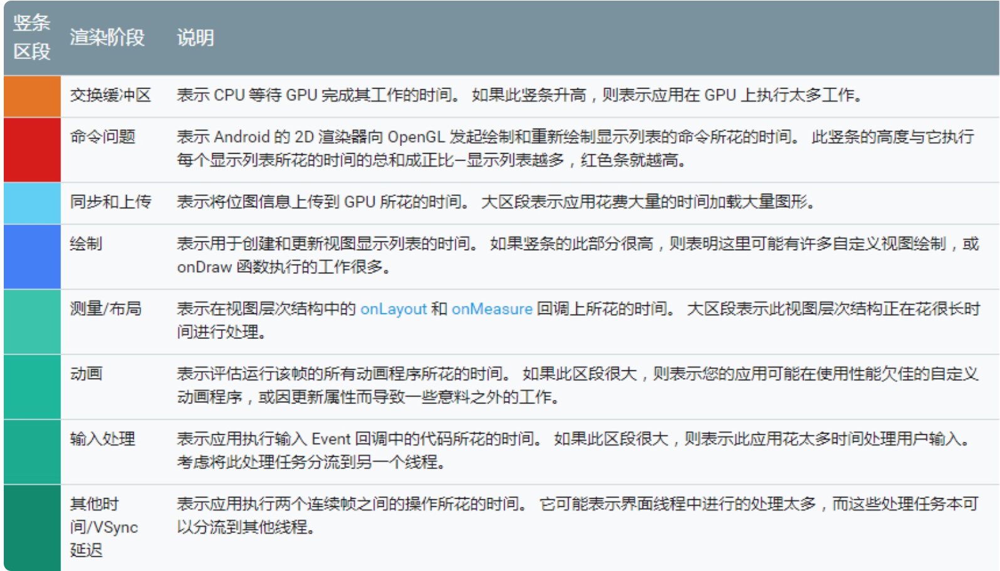 竖条
区段
渲染阶段
说明
交换缓冲区
表示 CPU 等待 GPU 完成其工作的时间。 如果此竖条升高，则表示应用在 GPU 上执行太多工作。
命令问题
表示 Android 的 2D 渲染器向 OpenGL 发起绘制和重新绘制显示列表的命令所花的时间。 此竖条的高度与它执行
每个显示列表所花的时间的总和成正比—显示列表越多，红色条就越高。
同步和上传
表示将位图信息上传到 GPU 所花的时间。 大区段表示应用花费大量的时间加载大量图形。
绘制
表示用于创建和更新视图显示列表的时间。 如果竖条的此部分很高，则表明这里可能有许多自定义视图绘制，或
onDraw 函数执行的工作很多。
测量/布局
表示在视图层次结构中的 onLayout 和 onMeasure 回调上所花的时间。 大区段表示此视图层次结构正在花很长时
间进行处理。
动画
表示评估运行该帧的所有动画程序所花的时间。 如果此区段很大，则表示您的应用可能在使用性能欠佳的自定义
动画程序，或因更新属性而导致一些意料之外的工作。
输入处理
表示应用执行输入 Event 回调中的代码所花的时间。 如果此区段很大，则表示此应用花太多时间处理用户输入。
考虑将此处理任务分流到另一个线程。
其他时
间/VSync
延迟
表示应用执行两个连续帧之间的操作所花的时间。 它可能表示界面线程中进行的处理太多，而这些处理任务本可
以分流到其他线程。